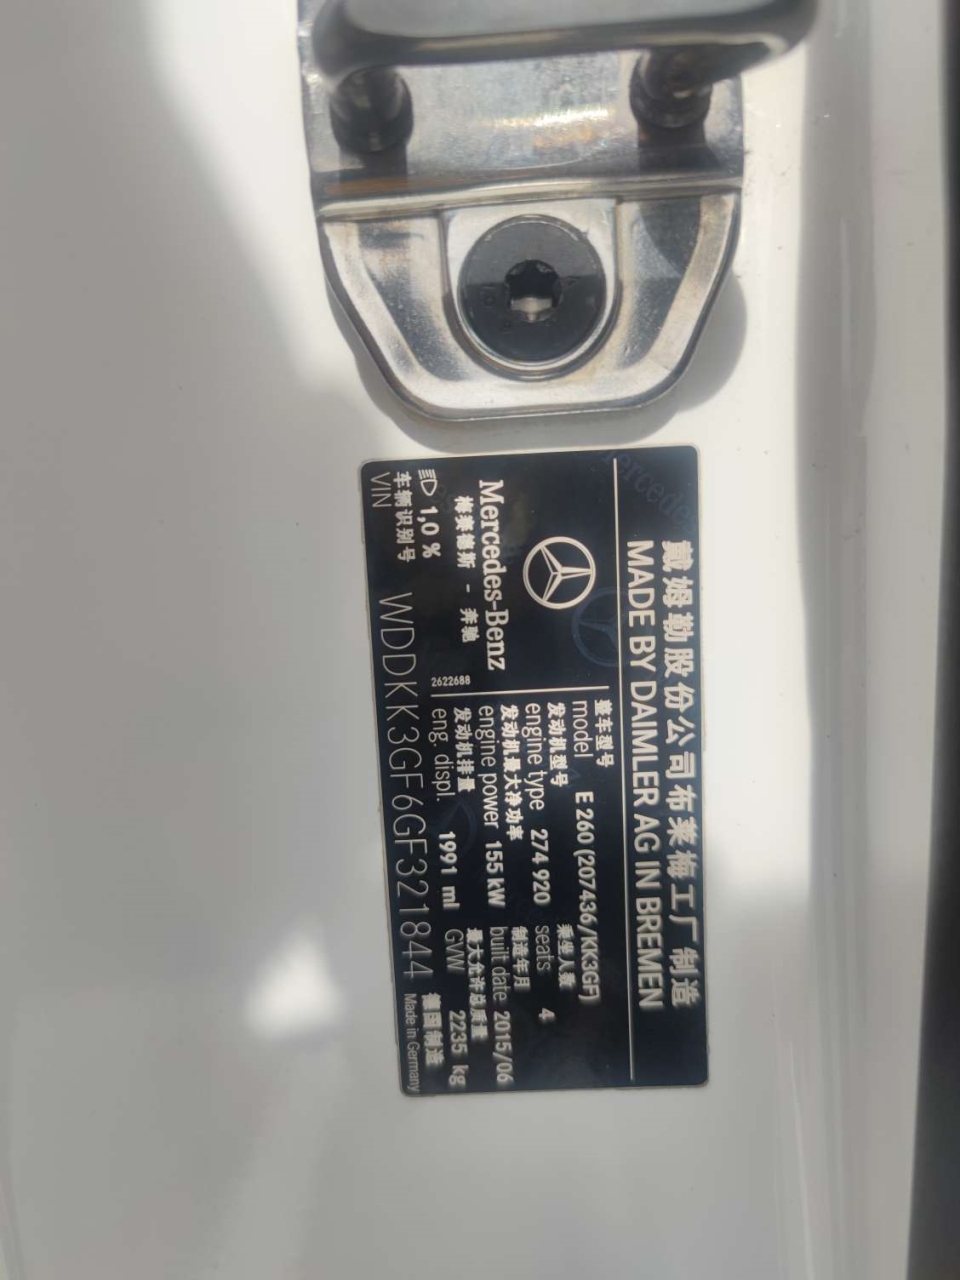 戴姆勒股份公司布莱梅工厂制造
MADE BY DAIMLER AG IN BREMEN
Mercedes-Benz
梅赛德斯 - 奔驰
1,0 %
2622688
整车型号
model E 260 (207436/KK3GF)
发动机型号
engine type 274 920
乘坐人数
seats 4
发动机最大净功率
engine power 155 kW
制造年月
built date 2015/06
发动机排量
eng. displ. 1991 ml
最大允许总质量
GVW 2235 kg
车辆识别号
VIN WDDKK3GF6GF321844
德国制造
Made in Germany